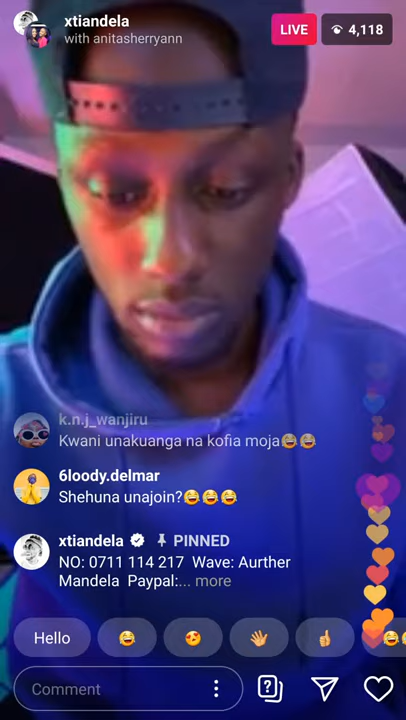 xtiandela
with anitasherryann
LIVE
4,118
k.n.j_wanjiru
Kwani unakuanga na kofia moja😂😂
6loody.delmar
Shehuna unajoin?😂😂😂
xtiandela PINNED
NO: 0711 114 217 Wave: Aurther
Mandela Paypal:... more
Hello 😂 😍 👋 👍 😂
Comment